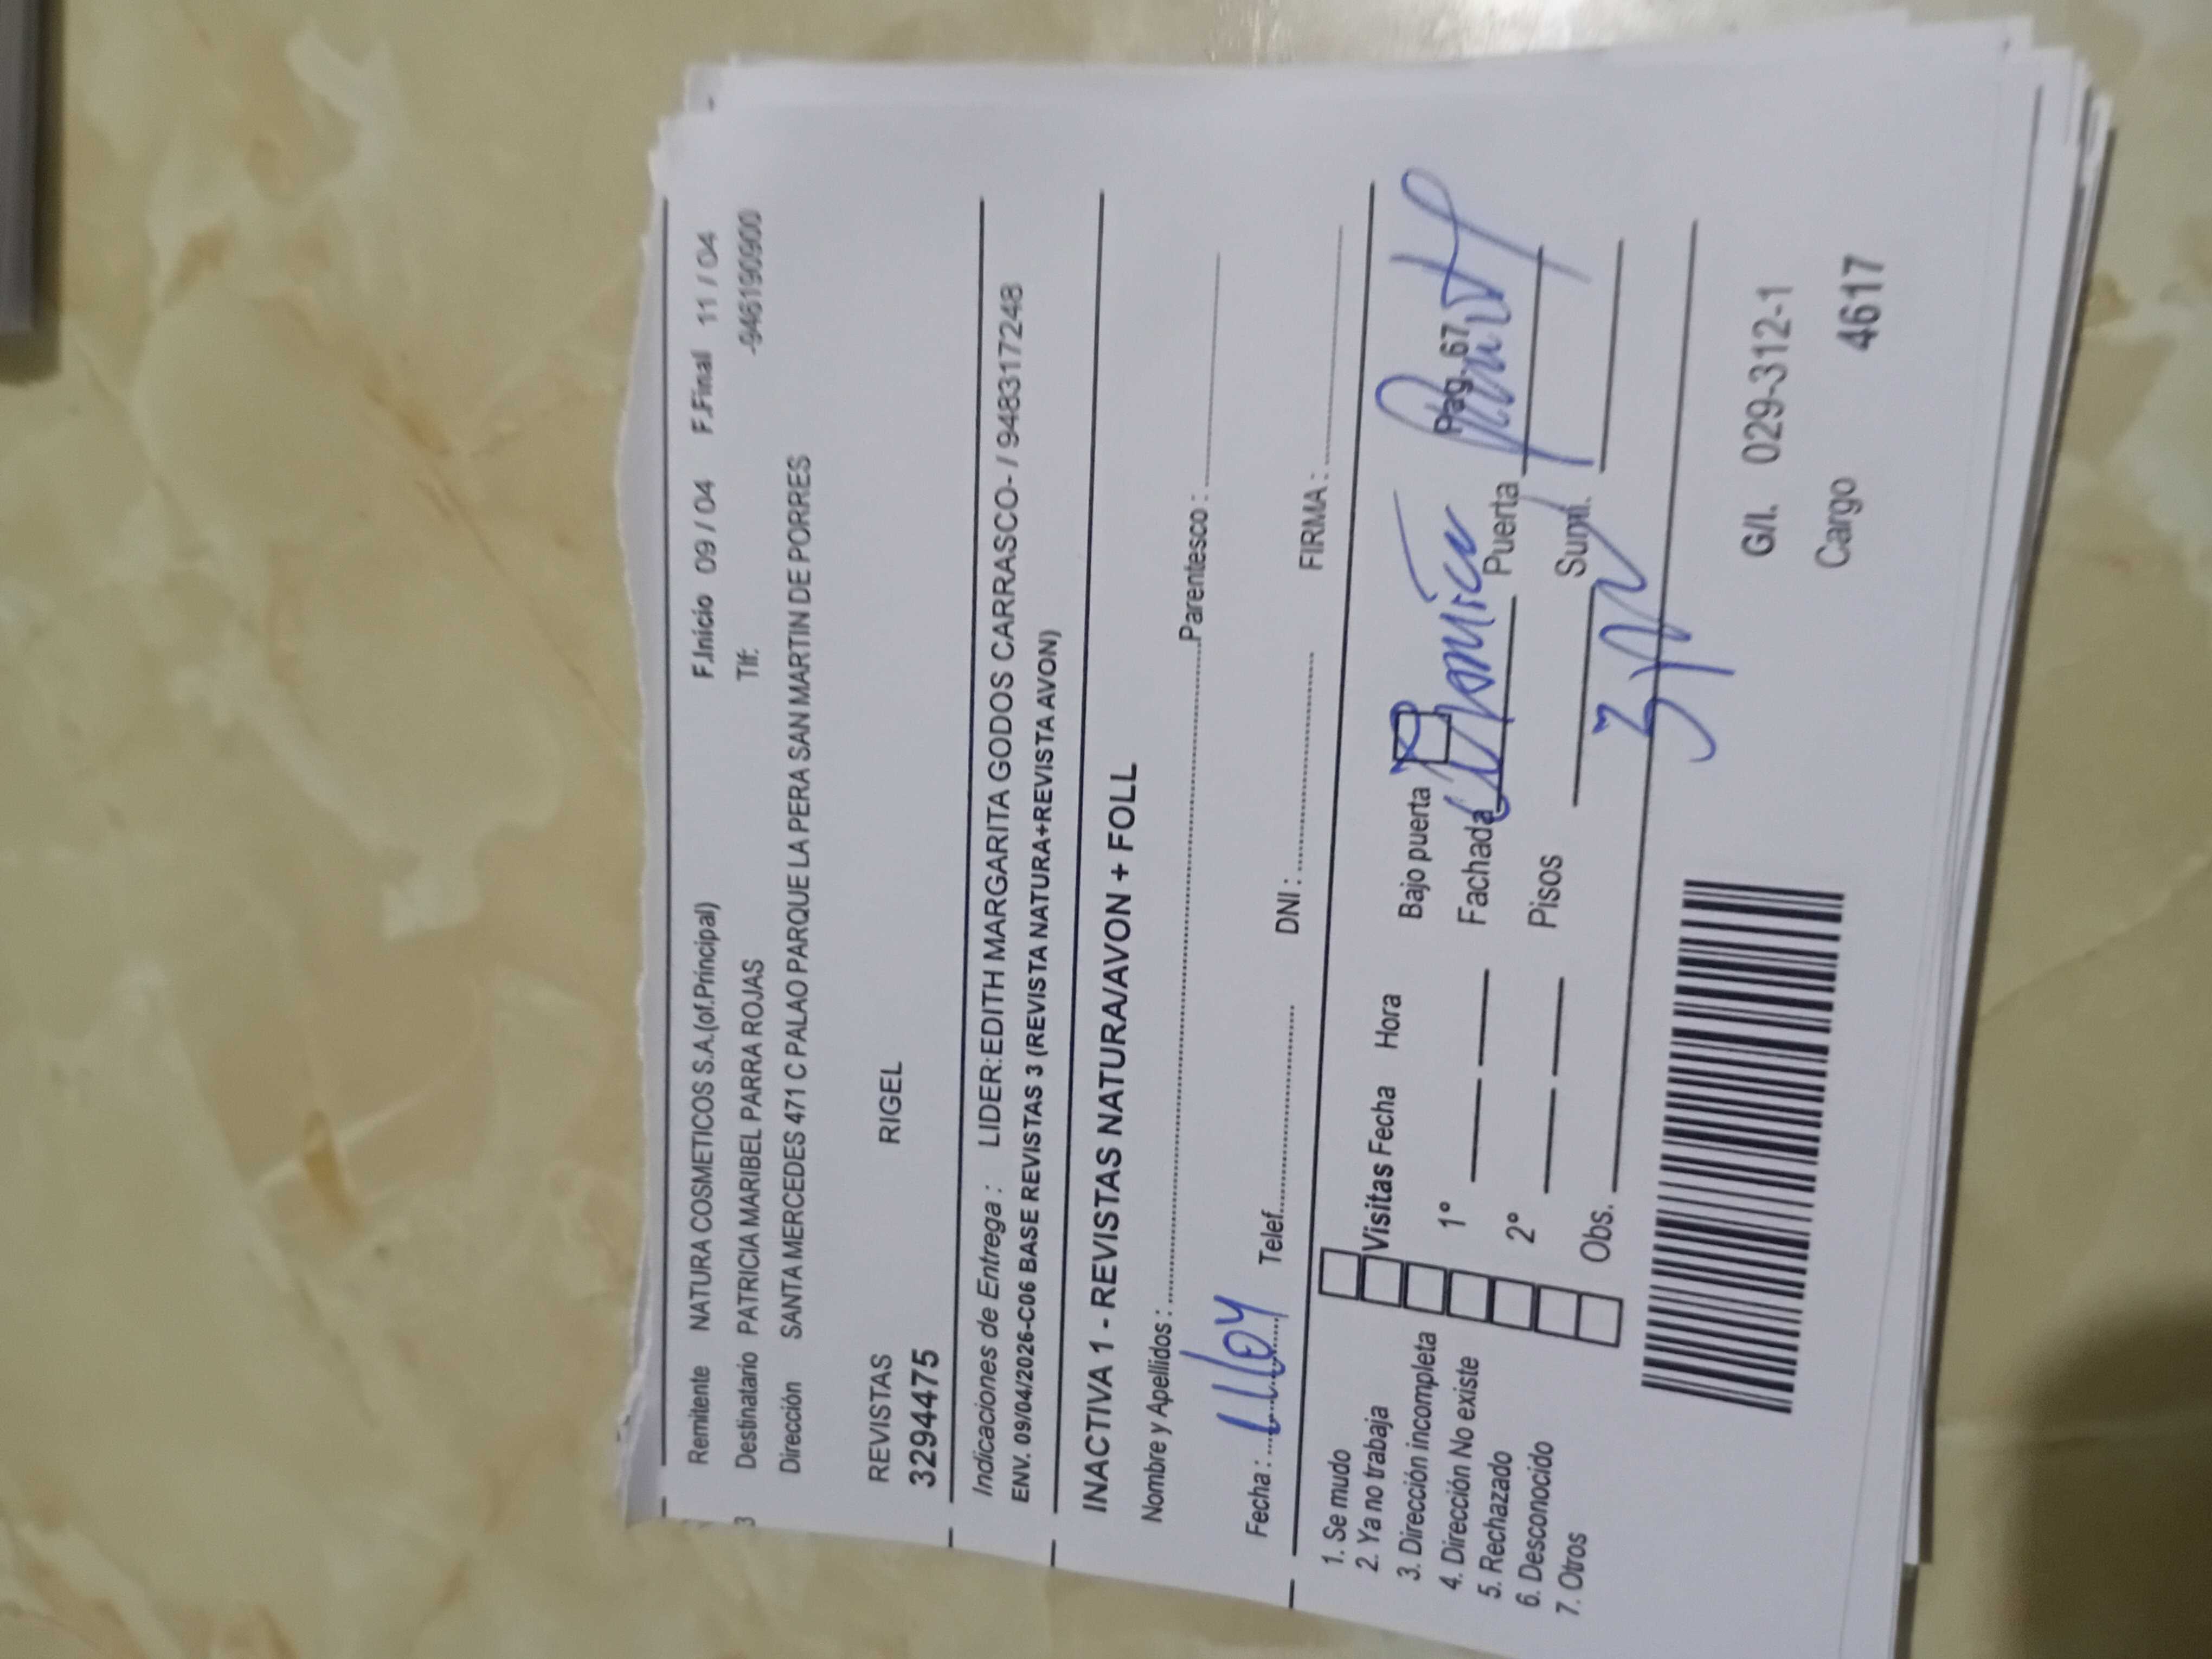 Remitente NATURA COSMETICOS S.A.(of.Principal) F.Inicio 09 / 04 F.Final 11 / 04
3 Destinatario PATRICIA MARIBEL PARRA ROJAS Tlf: -946190900
Dirección SANTA MERCEDES 471 C PALAO PARQUE LA PERA SAN MARTIN DE PORRES
REVISTAS RIGEL
3294475
Indicaciones de Entrega : LIDER:EDITH MARGARITA GODOS CARRASCO- / 948317248
ENV. 09/04/2026-C06 BASE REVISTAS 3 (REVISTA NATURA+REVISTA AVON)
INACTIVA 1 - REVISTAS NATURA/AVON + FOLL
Nombre y Apellidos : Parentesco :
Fecha : 11/04 Telef. DNI : FIRMA :
1. Se mudo
2. Ya no trabaja
3. Dirección incompleta
4. Dirección No existe
5. Rechazado
6. Desconocido
7. Otros
Visitas Fecha Hora
1º
2º
Obs.
Bajo puerta Pag. 67
Fachada Puerta
Pisos Sumi.
G/I. 029-312-1
Cargo 4617